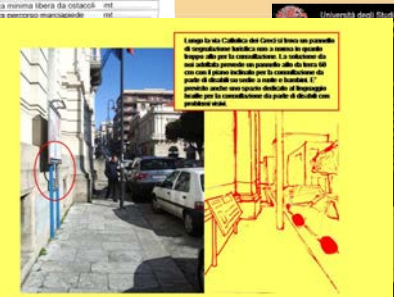 a minima libera da ostacoli mt
a percorso marciapiede mt
Università degli Stud
Lungo la via Cattolica dei Greci si trova un pannello
di segnalazione turistica non a norma in quanto
troppo alto per la consultazione. La soluzione da
noi adottata prevede un pannello alto da terra 60
cm con il piano inclinato per la consultazione da
parte di disabili su sedie a ruote e bambini. E'
previsto anche uno spazio dedicato al linguaggio
braille per la consultazione da parte di disabili con
problemi visivi.